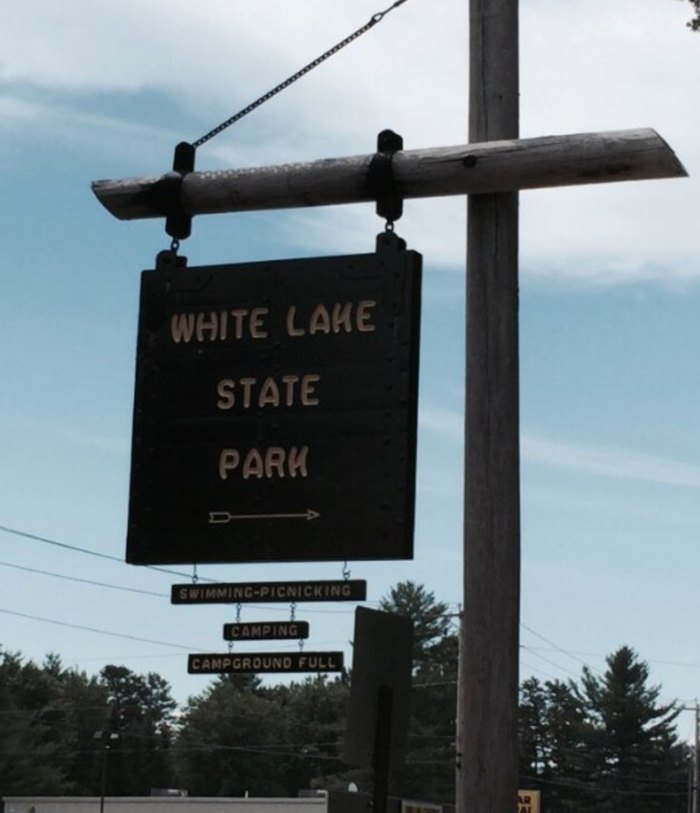 WHITE LAKE
STATE
PARK
SWIMMING-PICNICKING
CAMPING
CAMPGROUND FULL